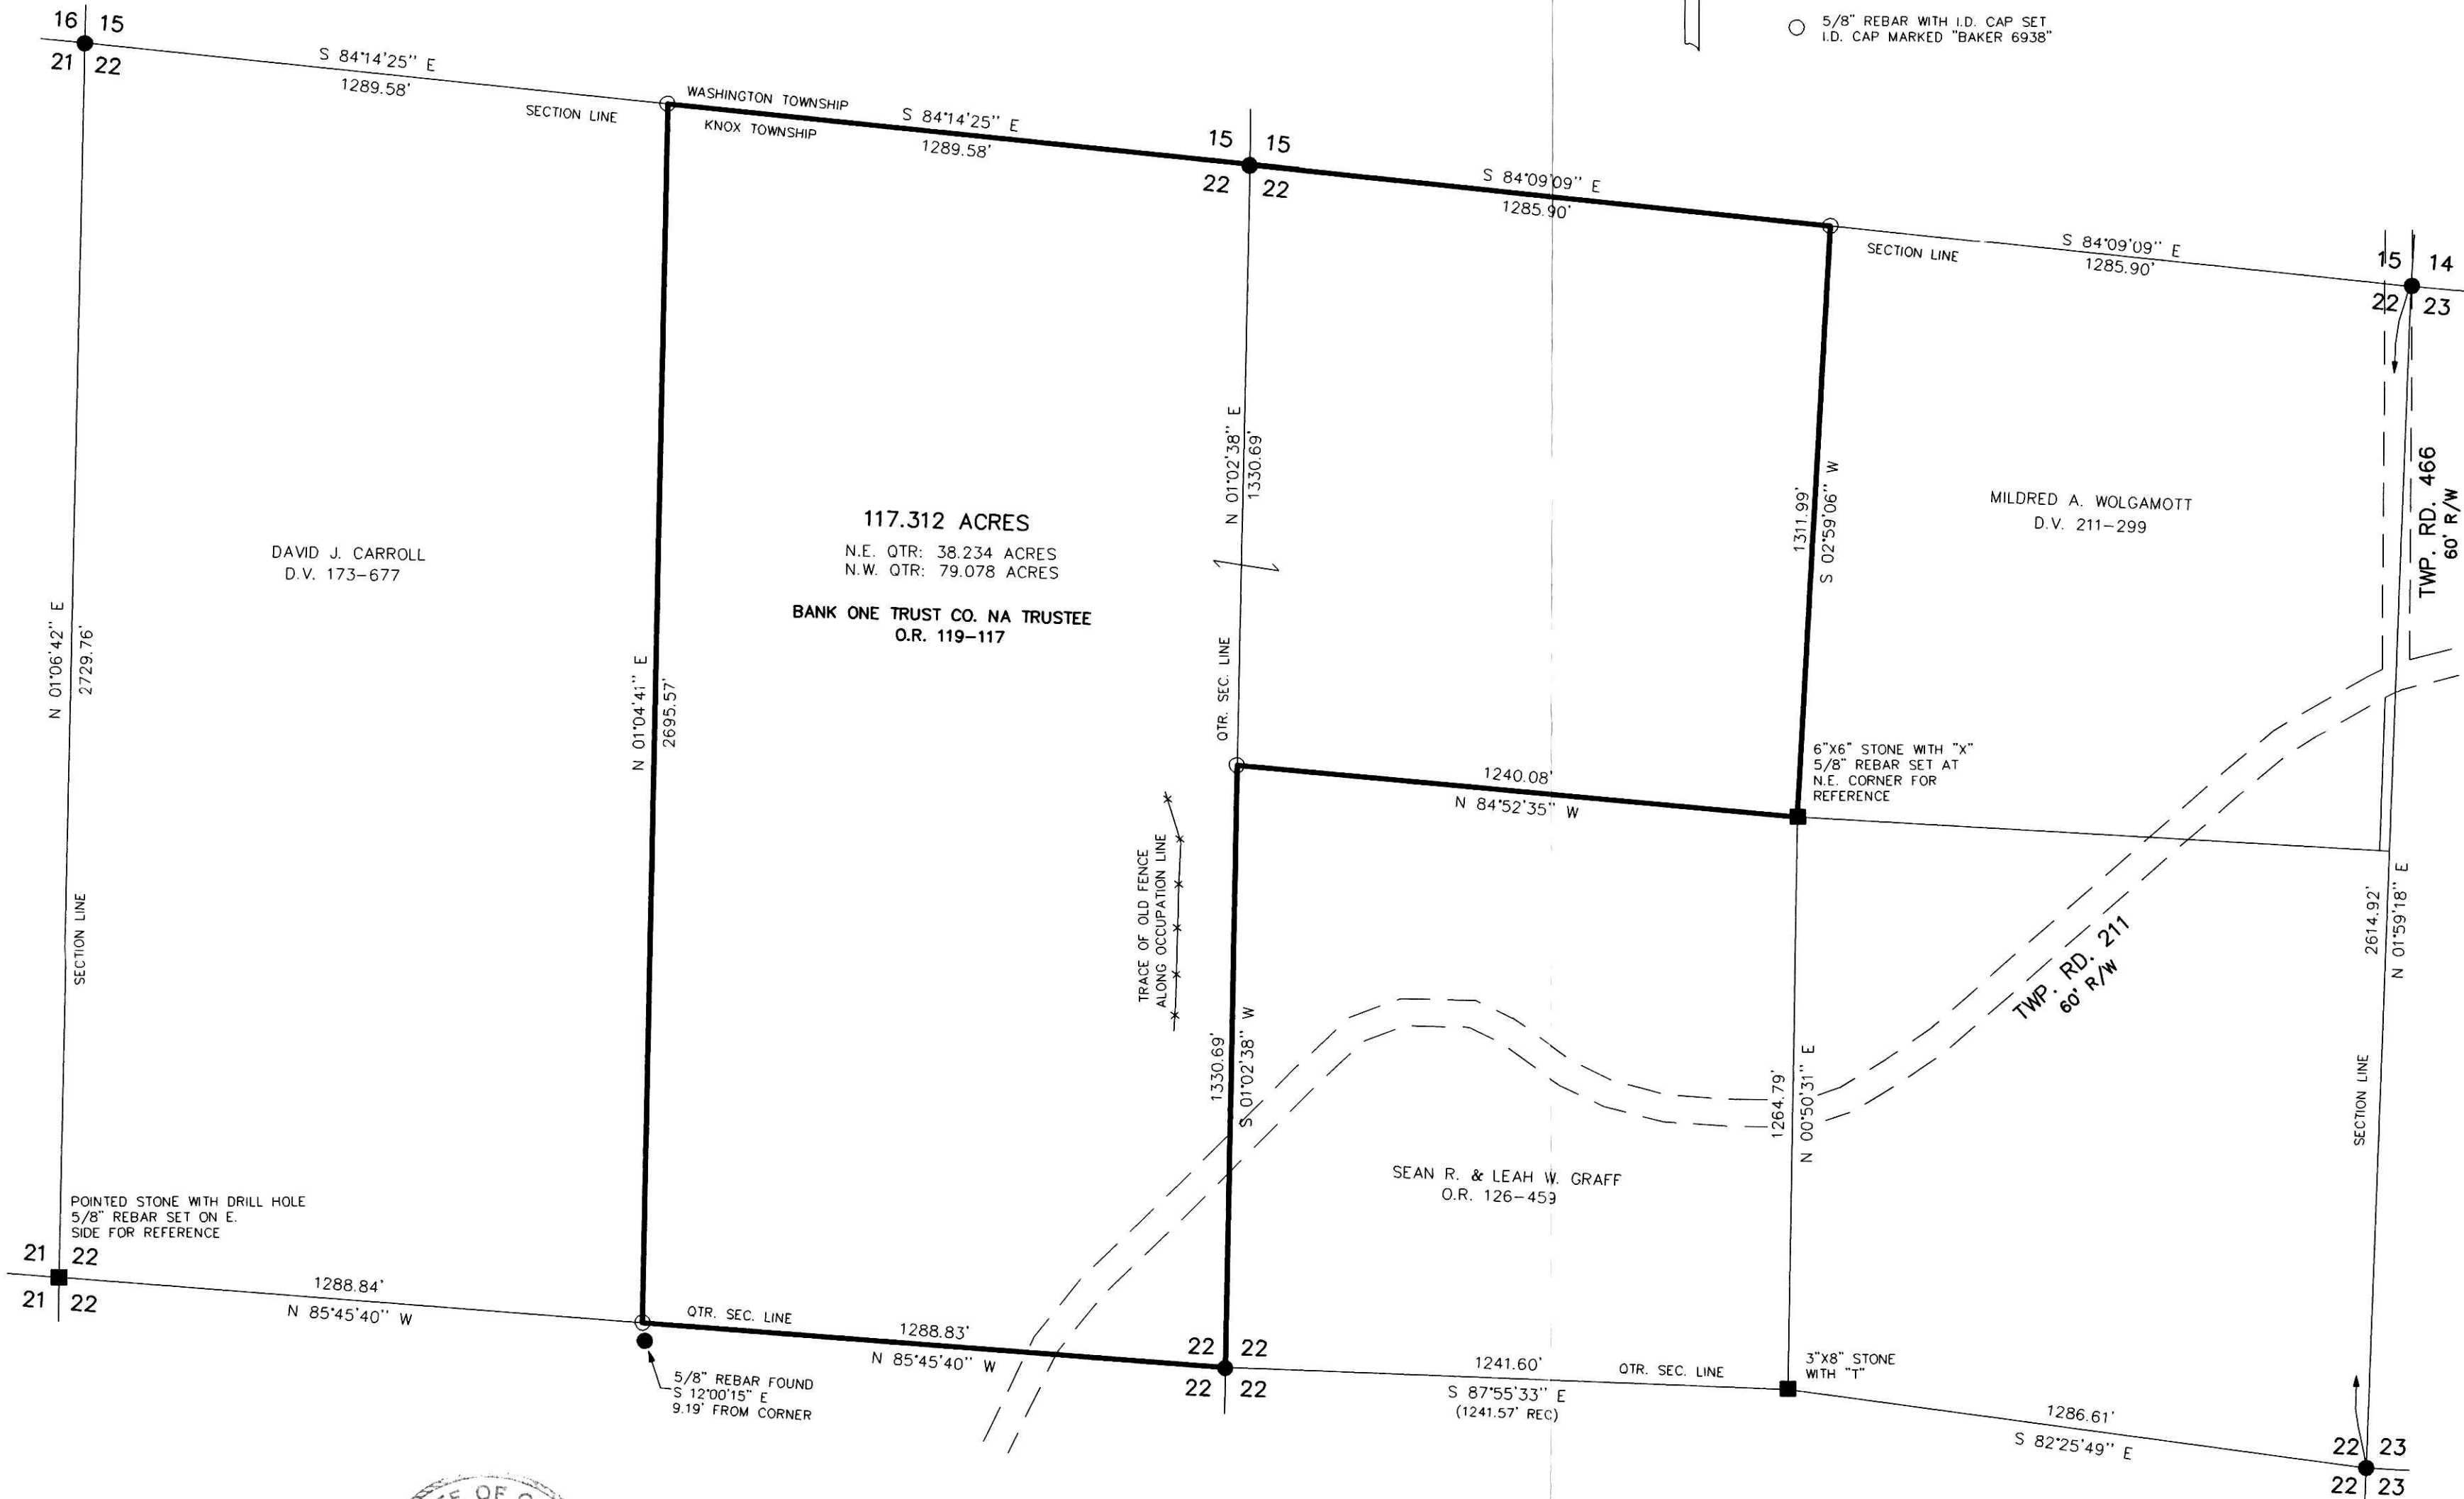 16 15
21 22
S 84°14'25'' E
1289.58'
SECTION LINE
WASHINGTON TOWNSHIP
KNOX TOWNSHIP
S 84°14'25'' E
1289.58'
15 15
22 22
S 84°09'09'' E
1285.90'
5/8" REBAR WITH I.D. CAP SET
I.D. CAP MARKED "BAKER 6938"
SECTION LINE
S 84°09'09'' E
1285.90'
15 14
22 23
N 01°06'42'' E
2729.76'
SECTION LINE
DAVID J. CARROLL
D.V. 173-677
N 01°04'41'' E
2695.57'
117.312 ACRES
N.E. QTR: 38.234 ACRES
N.W. QTR: 79.078 ACRES
BANK ONE TRUST CO. NA TRUSTEE
O.R. 119-117
N 01°02'38'' E
1330.69'
QTR. SEC. LINE
1311.99'
S 02°59'06'' W
MILDRED A. WOLGAMOTT
D.V. 211-299
TWP. RD. 466
60' R/W
6"X6" STONE WITH "X"
5/8" REBAR SET AT
N.E. CORNER FOR
REFERENCE
1240.08'
N 84°52'35'' W
TRACE OF OLD FENCE
ALONG OCCUPATION LINE
1330.69'
S 01°02'38'' W
1264.79'
N 00°50'31'' E
TWP. RD. 211
60' R/W
2614.92'
N 01°59'18'' E
SECTION LINE
SEAN R. & LEAH W. GRAFF
O.R. 126-459
POINTED STONE WITH DRILL HOLE
5/8" REBAR SET ON E.
SIDE FOR REFERENCE
21 22
21 22
1288.84'
N 85°45'40'' W
QTR. SEC. LINE
1288.83'
N 85°45'40'' W
5/8" REBAR FOUND
S 12°00'15" E
9.19' FROM CORNER
22 22
22 22
1241.60'
S 87°55'33'' E
(1241.57' REC)
QTR. SEC. LINE
3"X8" STONE
WITH "T"
1286.61'
S 82°25'49'' E
22 23
22 23
OF